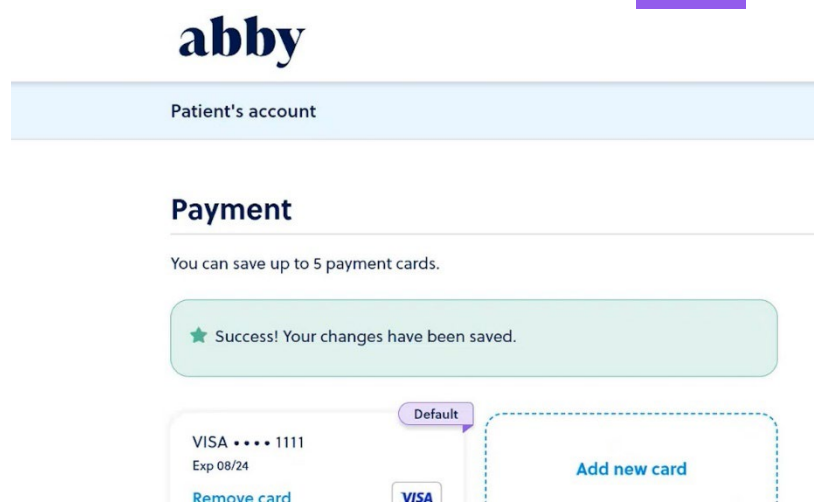 abby
Patient's account
Payment
You can save up to 5 payment cards.
Success! Your changes have been saved.
Default
VISA •••• 1111
Exp 08/24
Add new card
Remove card
VISA